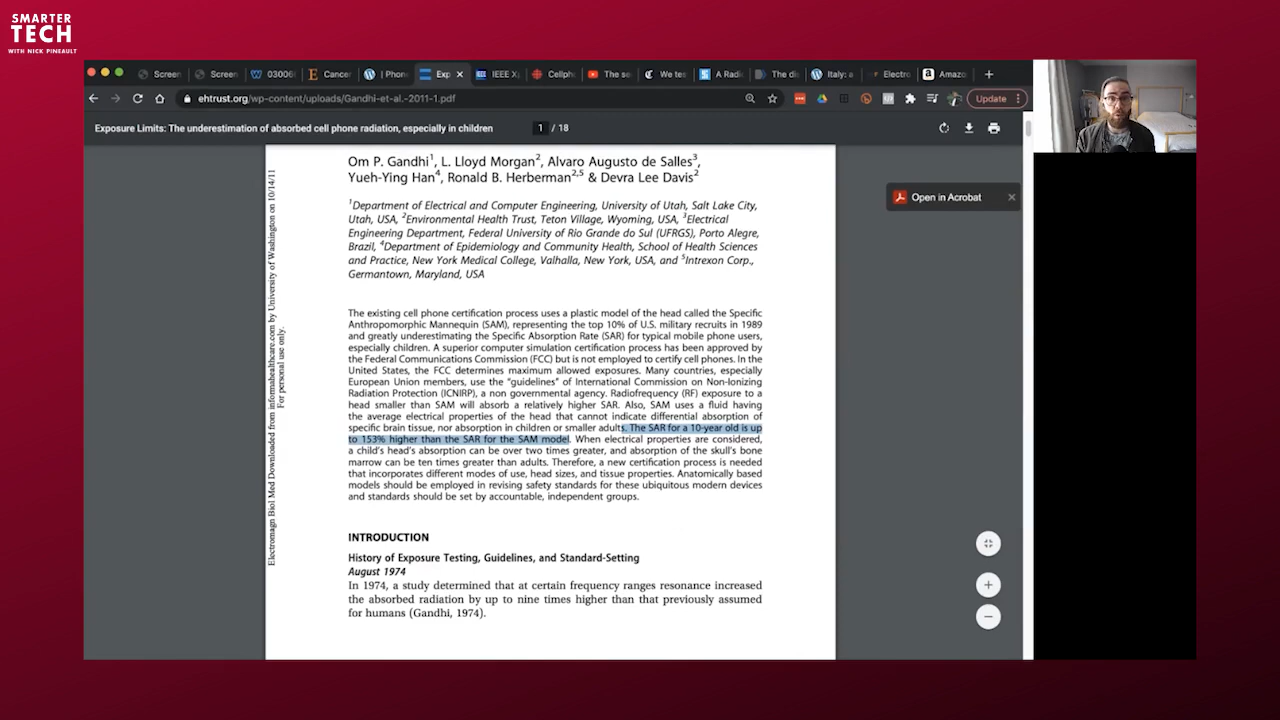 SMARTER
TECH
WITH NICK PINEAULT
Screen
Screen
03006
Cancer
| Phon
Exp
IEEE X
Cellph
The se
We tes
A Radi
The di
Italy: a
Electro
Amazo
ehtrust.org/wp-content/uploads/Gandhi-et-al.-2011-1.pdf
Update
Exposure Limits: The underestimation of absorbed cell phone radiation, especially in children
1 / 18
Open in Acrobat
Om P. Gandhi1, L. Lloyd Morgan2, Alvaro Augusto de Salles3,
Yueh-Ying Han4, Ronald B. Herberman2,5 & Devra Lee Davis2
1Department of Electrical and Computer Engineering, University of Utah, Salt Lake City,
Utah, USA, 2Environmental Health Trust, Teton Village, Wyoming, USA, 3Electrical
Engineering Department, Federal University of Rio Grande do Sul (UFRGS), Porto Alegre,
Brazil, 4Department of Epidemiology and Community Health, School of Health Sciences
and Practice, New York Medical College, Valhalla, New York, USA, and 5Intrexon Corp.,
Germantown, Maryland, USA
The existing cell phone certification process uses a plastic model of the head called the Specific
Anthropomorphic Mannequin (SAM), representing the top 10% of U.S. military recruits in 1989
and greatly underestimating the Specific Absorption Rate (SAR) for typical mobile phone users,
especially children. A superior computer simulation certification process has been approved by
the Federal Communications Commission (FCC) but is not employed to certify cell phones. In the
United States, the FCC determines maximum allowed exposures. Many countries, especially
European Union members, use the "guidelines" of International Commission on Non-Ionizing
Radiation Protection (ICNIRP), a non governmental agency. Radiofrequency (RF) exposure to a
head smaller than SAM will absorb a relatively higher SAR. Also, SAM uses a fluid having
the average electrical properties of the head that cannot indicate differential absorption of
specific brain tissue, nor absorption in children or smaller adults. The SAR for a 10-year old is up
to 153% higher than the SAR for the SAM model. When electrical properties are considered,
a child's head's absorption can be over two times greater, and absorption of the skull's bone
marrow can be ten times greater than adults. Therefore, a new certification process is needed
that incorporates different modes of use, head sizes, and tissue properties. Anatomically based
models should be employed in revising safety standards for these ubiquitous modern devices
and standards should be set by accountable, independent groups.
INTRODUCTION
History of Exposure Testing, Guidelines, and Standard-Setting
August 1974
In 1974, a study determined that at certain frequency ranges resonance increased
the absorbed radiation by up to nine times higher than that previously assumed
for humans (Gandhi, 1974).
Electromagn Biol Med Downloaded from informahealthcare.com by University of Washington on 10/14/11
For personal use only.